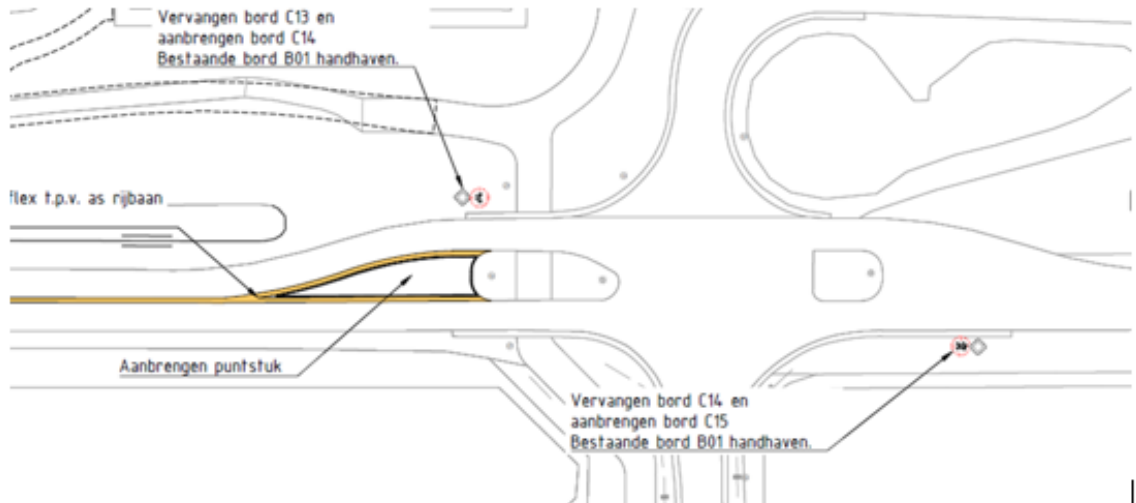 Vervangen bord C13 en
aanbrengen bord C14
Bestaande bord B01 handhaven.
flex t.p.v. as rijbaan
Aanbrengen puntstuk
Vervangen bord C14 en
aanbrengen bord C15
Bestaande bord B01 handhaven.